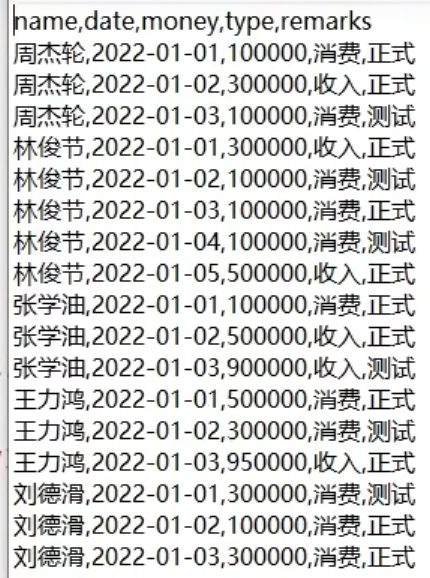 name,date,money,type,remarks
周杰轮,2022-01-01,100000,消费,正式
周杰轮,2022-01-02,300000,收入,正式
周杰轮,2022-01-03,100000,消费,测试
林俊节,2022-01-01,300000,收入,正式
林俊节,2022-01-02,100000,消费,测试
林俊节,2022-01-03,100000,消费,正式
林俊节,2022-01-04,100000,消费,测试
林俊节,2022-01-05,500000,收入,正式
张学油,2022-01-01,100000,消费,正式
张学油,2022-01-02,500000,收入,正式
张学油,2022-01-03,900000,收入,测试
王力鸿,2022-01-01,500000,消费,正式
王力鸿,2022-01-02,300000,消费,测试
王力鸿,2022-01-03,950000,收入,正式
刘德滑,2022-01-01,300000,消费,测试
刘德滑,2022-01-02,100000,消费,正式
刘德滑,2022-01-03,300000,消费,正式